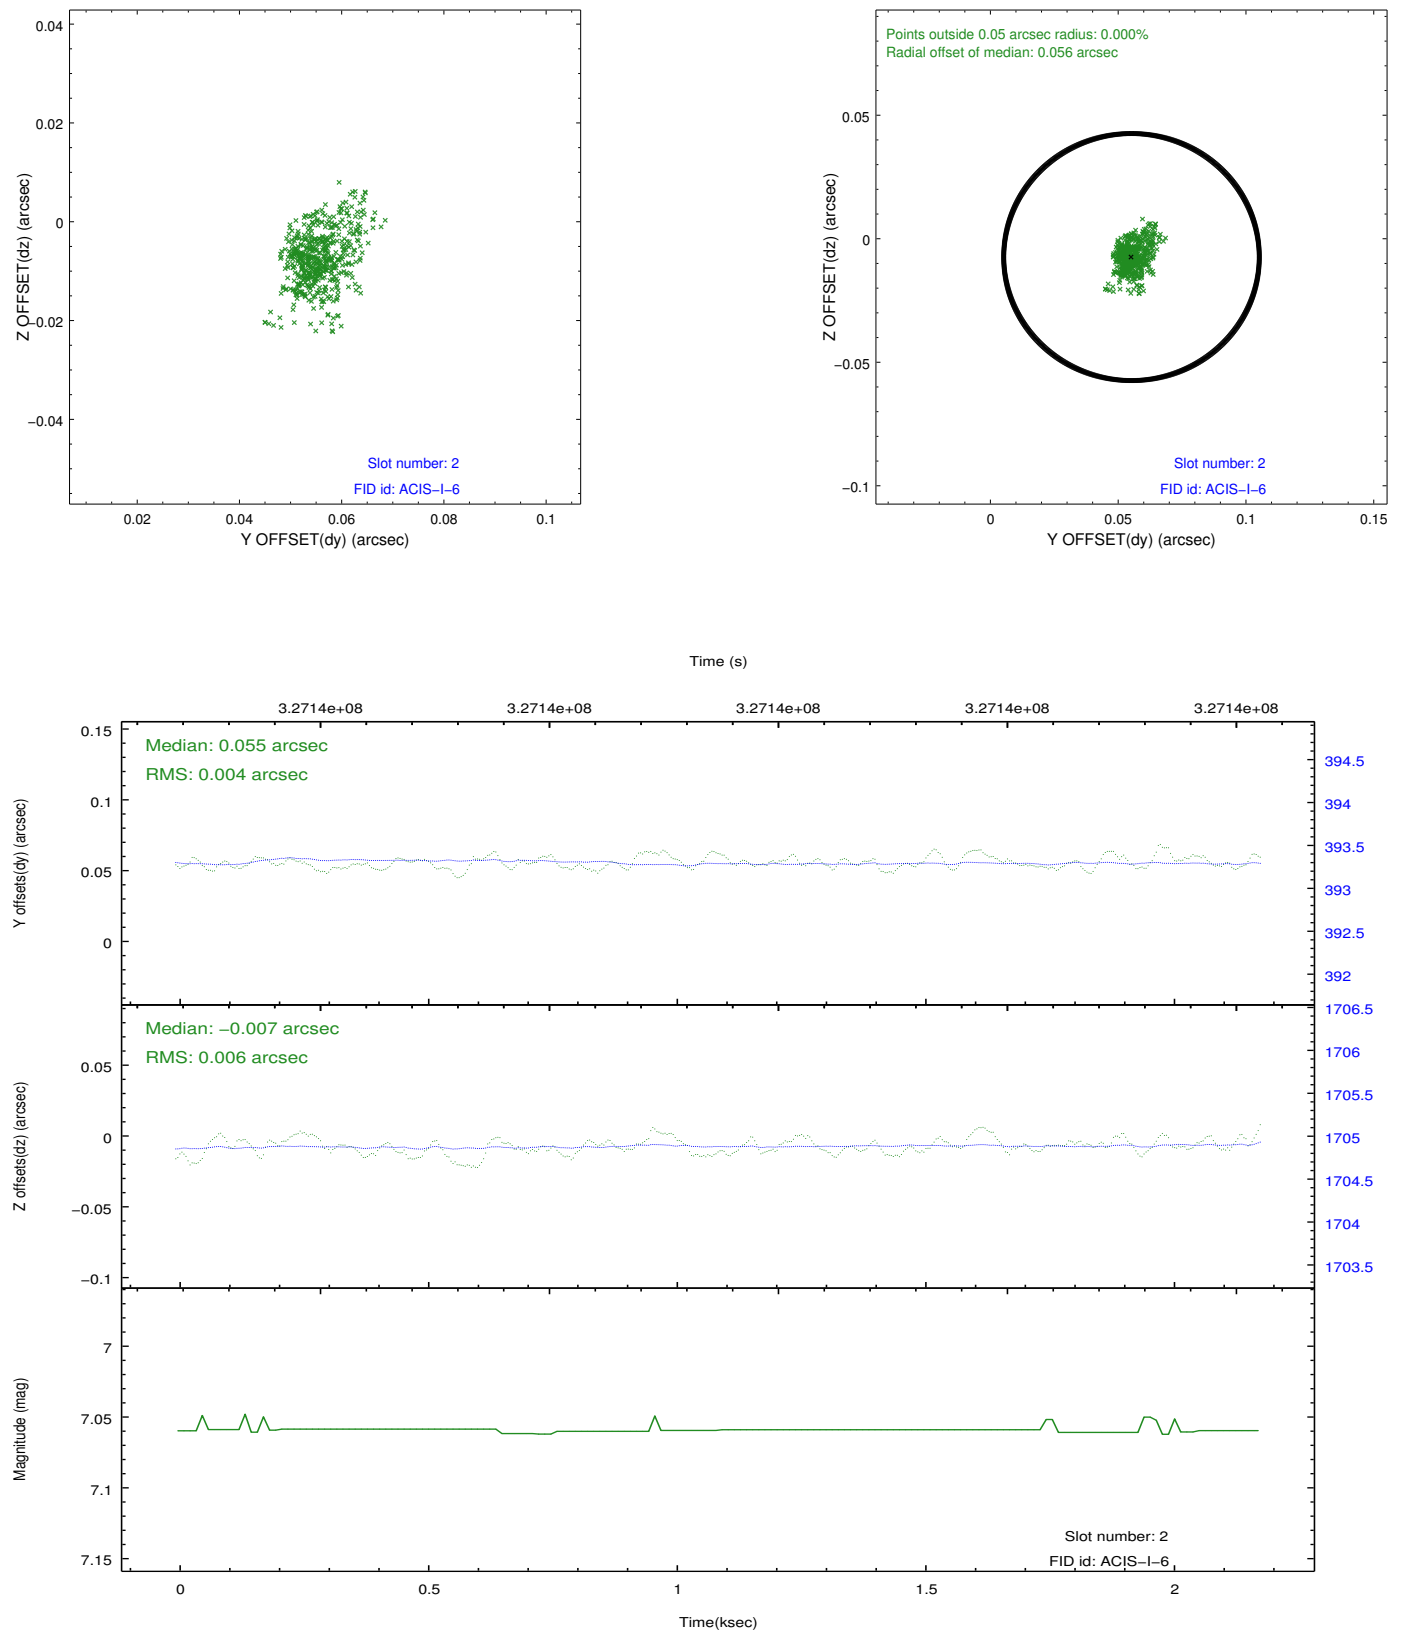 0.04
0.02
0
−0.02
−0.04
Z OFFSET(dz) (arcsec)
Slot number: 2
FID id: ACIS−I−6
0.02 0.04 0.06 0.08 0.1
Y OFFSET(dy) (arcsec)
Points outside 0.05 arcsec radius: 0.000%
Radial offset of median: 0.056 arcsec
0.05
0
−0.05
−0.1
Z OFFSET(dz) (arcsec)
Slot number: 2
FID id: ACIS−I−6
0 0.05 0.1 0.15
Y OFFSET(dy) (arcsec)
Time (s)
3.2714e+08 3.2714e+08 3.2714e+08 3.2714e+08 3.2714e+08
Median: 0.055 arcsec
RMS: 0.004 arcsec
0.15
0.1
0.05
0
Y offsets(dy) (arcsec)
394.5
394
393.5
393
392.5
392
Median: −0.007 arcsec
RMS: 0.006 arcsec
0.05
0
−0.05
−0.1
Z offsets(dz) (arcsec)
1706.5
1706
1705.5
1705
1704.5
1704
1703.5
7
7.05
7.1
7.15
Magnitude (mag)
Slot number: 2
FID id: ACIS−I−6
0 0.5 1 1.5 2
Time(ksec)